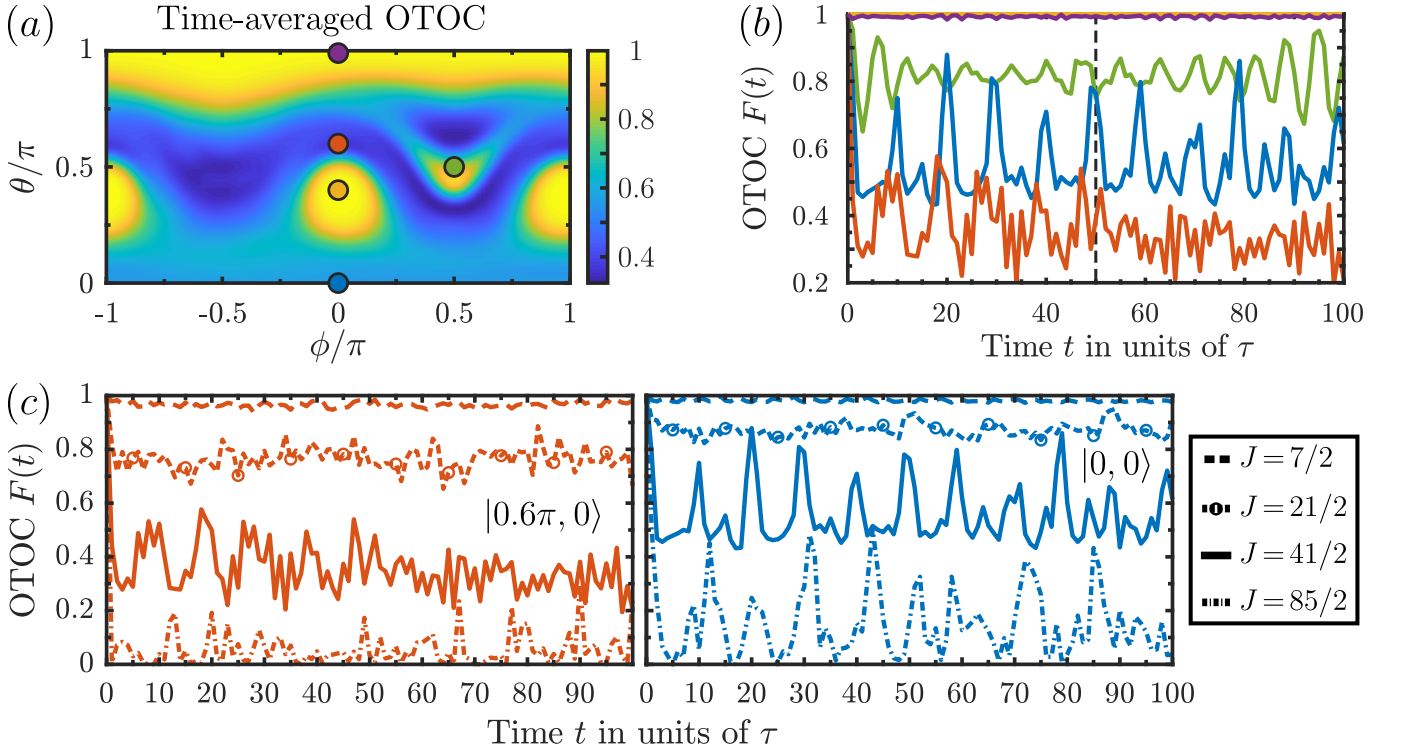 (a)
Time-averaged OTOC
1
0.5
0
θ/π
-1
-0.5
0
0.5
1
ϕ/π
1
0.8
0.6
0.4
(b)
1
0.8
0.6
0.4
0.2
OTOC F(t)
0
20
40
60
80
100
Time t in units of τ
(c)
1
0.8
0.6
0.4
0.2
0
OTOC F(t)
|0.6π, 0⟩
0 10 20 30 40 50 60 70 80 90
|0, 0⟩
0 10 20 30 40 50 60 70 80 90 100
Time t in units of τ
J = 7/2
J = 21/2
J = 41/2
J = 85/2